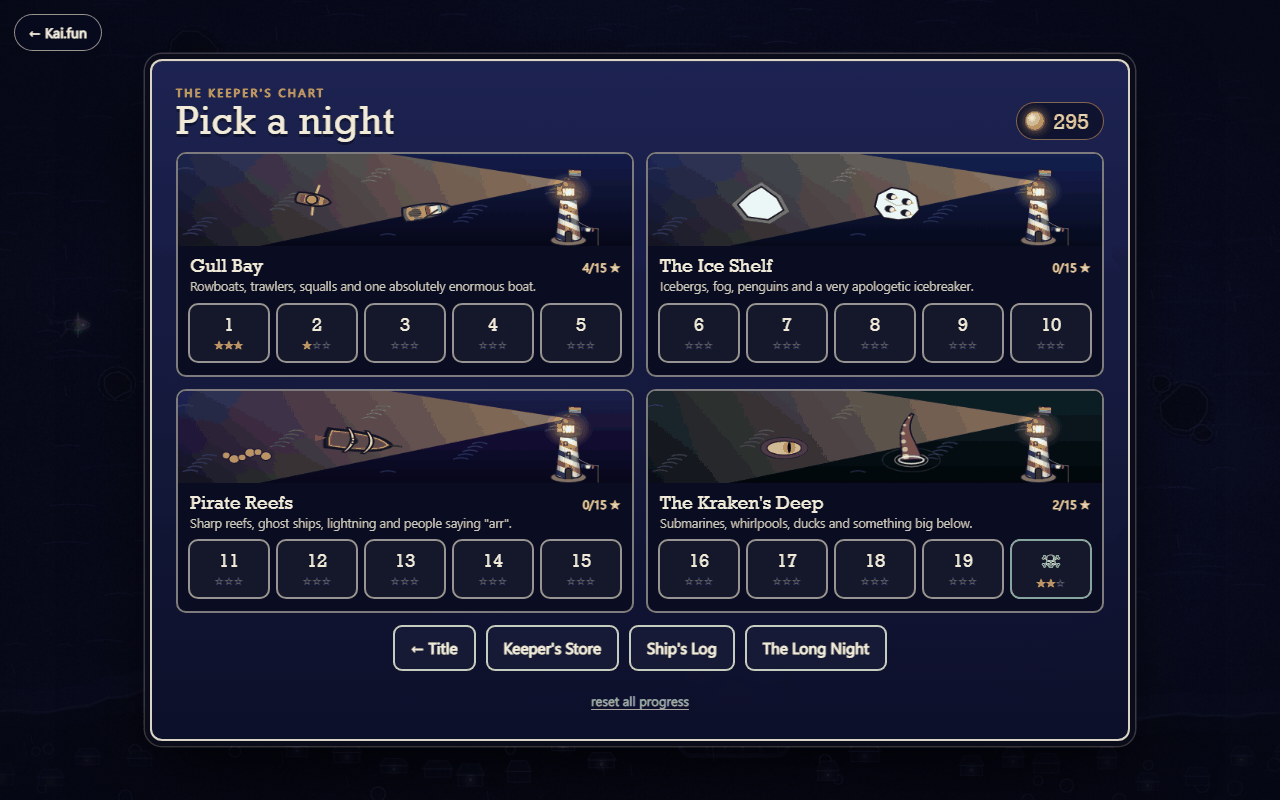 ← Kai.fun
THE KEEPER'S CHART
Pick a night
295
Gull Bay
4/15 ★
Rowboats, trawlers, squalls and one absolutely enormous boat.
1 2 3 4 5
★★★ ★☆☆ ☆☆☆ ☆☆☆ ☆☆☆
The Ice Shelf
0/15 ★
Icebergs, fog, penguins and a very apologetic icebreaker.
6 7 8 9 10
☆☆☆ ☆☆☆ ☆☆☆ ☆☆☆ ☆☆☆
Pirate Reefs
0/15 ★
Sharp reefs, ghost ships, lightning and people saying "arr".
11 12 13 14 15
☆☆☆ ☆☆☆ ☆☆☆ ☆☆☆ ☆☆☆
The Kraken's Deep
2/15 ★
Submarines, whirlpools, ducks and something big below.
16 17 18 19 ☠
☆☆☆ ☆☆☆ ☆☆☆ ☆☆☆ ★★☆
← Title Keeper's Store Ship's Log The Long Night
reset all progress